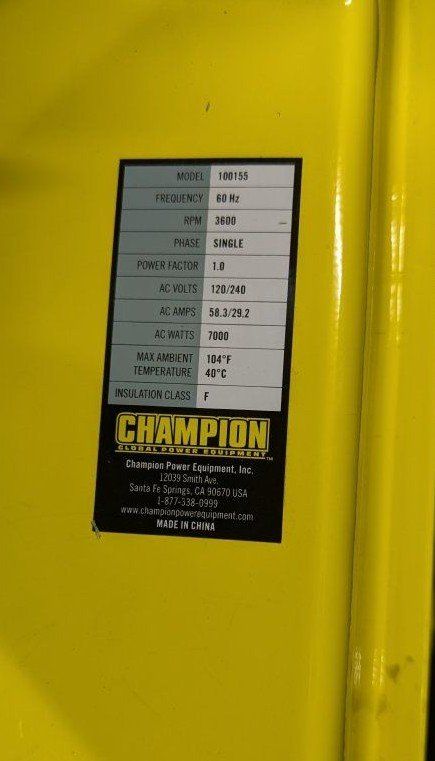 MODEL 100155
FREQUENCY 60 Hz
RPM 3600
PHASE SINGLE
POWER FACTOR 1.0
AC VOLTS 120/240
AC AMPS 58.3/29.2
AC WATTS 7000
MAX AMBIENT 104°F
TEMPERATURE 40°C
INSULATION CLASS F
CHAMPION
GLOBAL POWER EQUIPMENT™
Champion Power Equipment, Inc.
12039 Smith Ave.
Santa Fe Springs, CA 90670 USA
1-877-338-0999
www.championpowerequipment.com
MADE IN CHINA